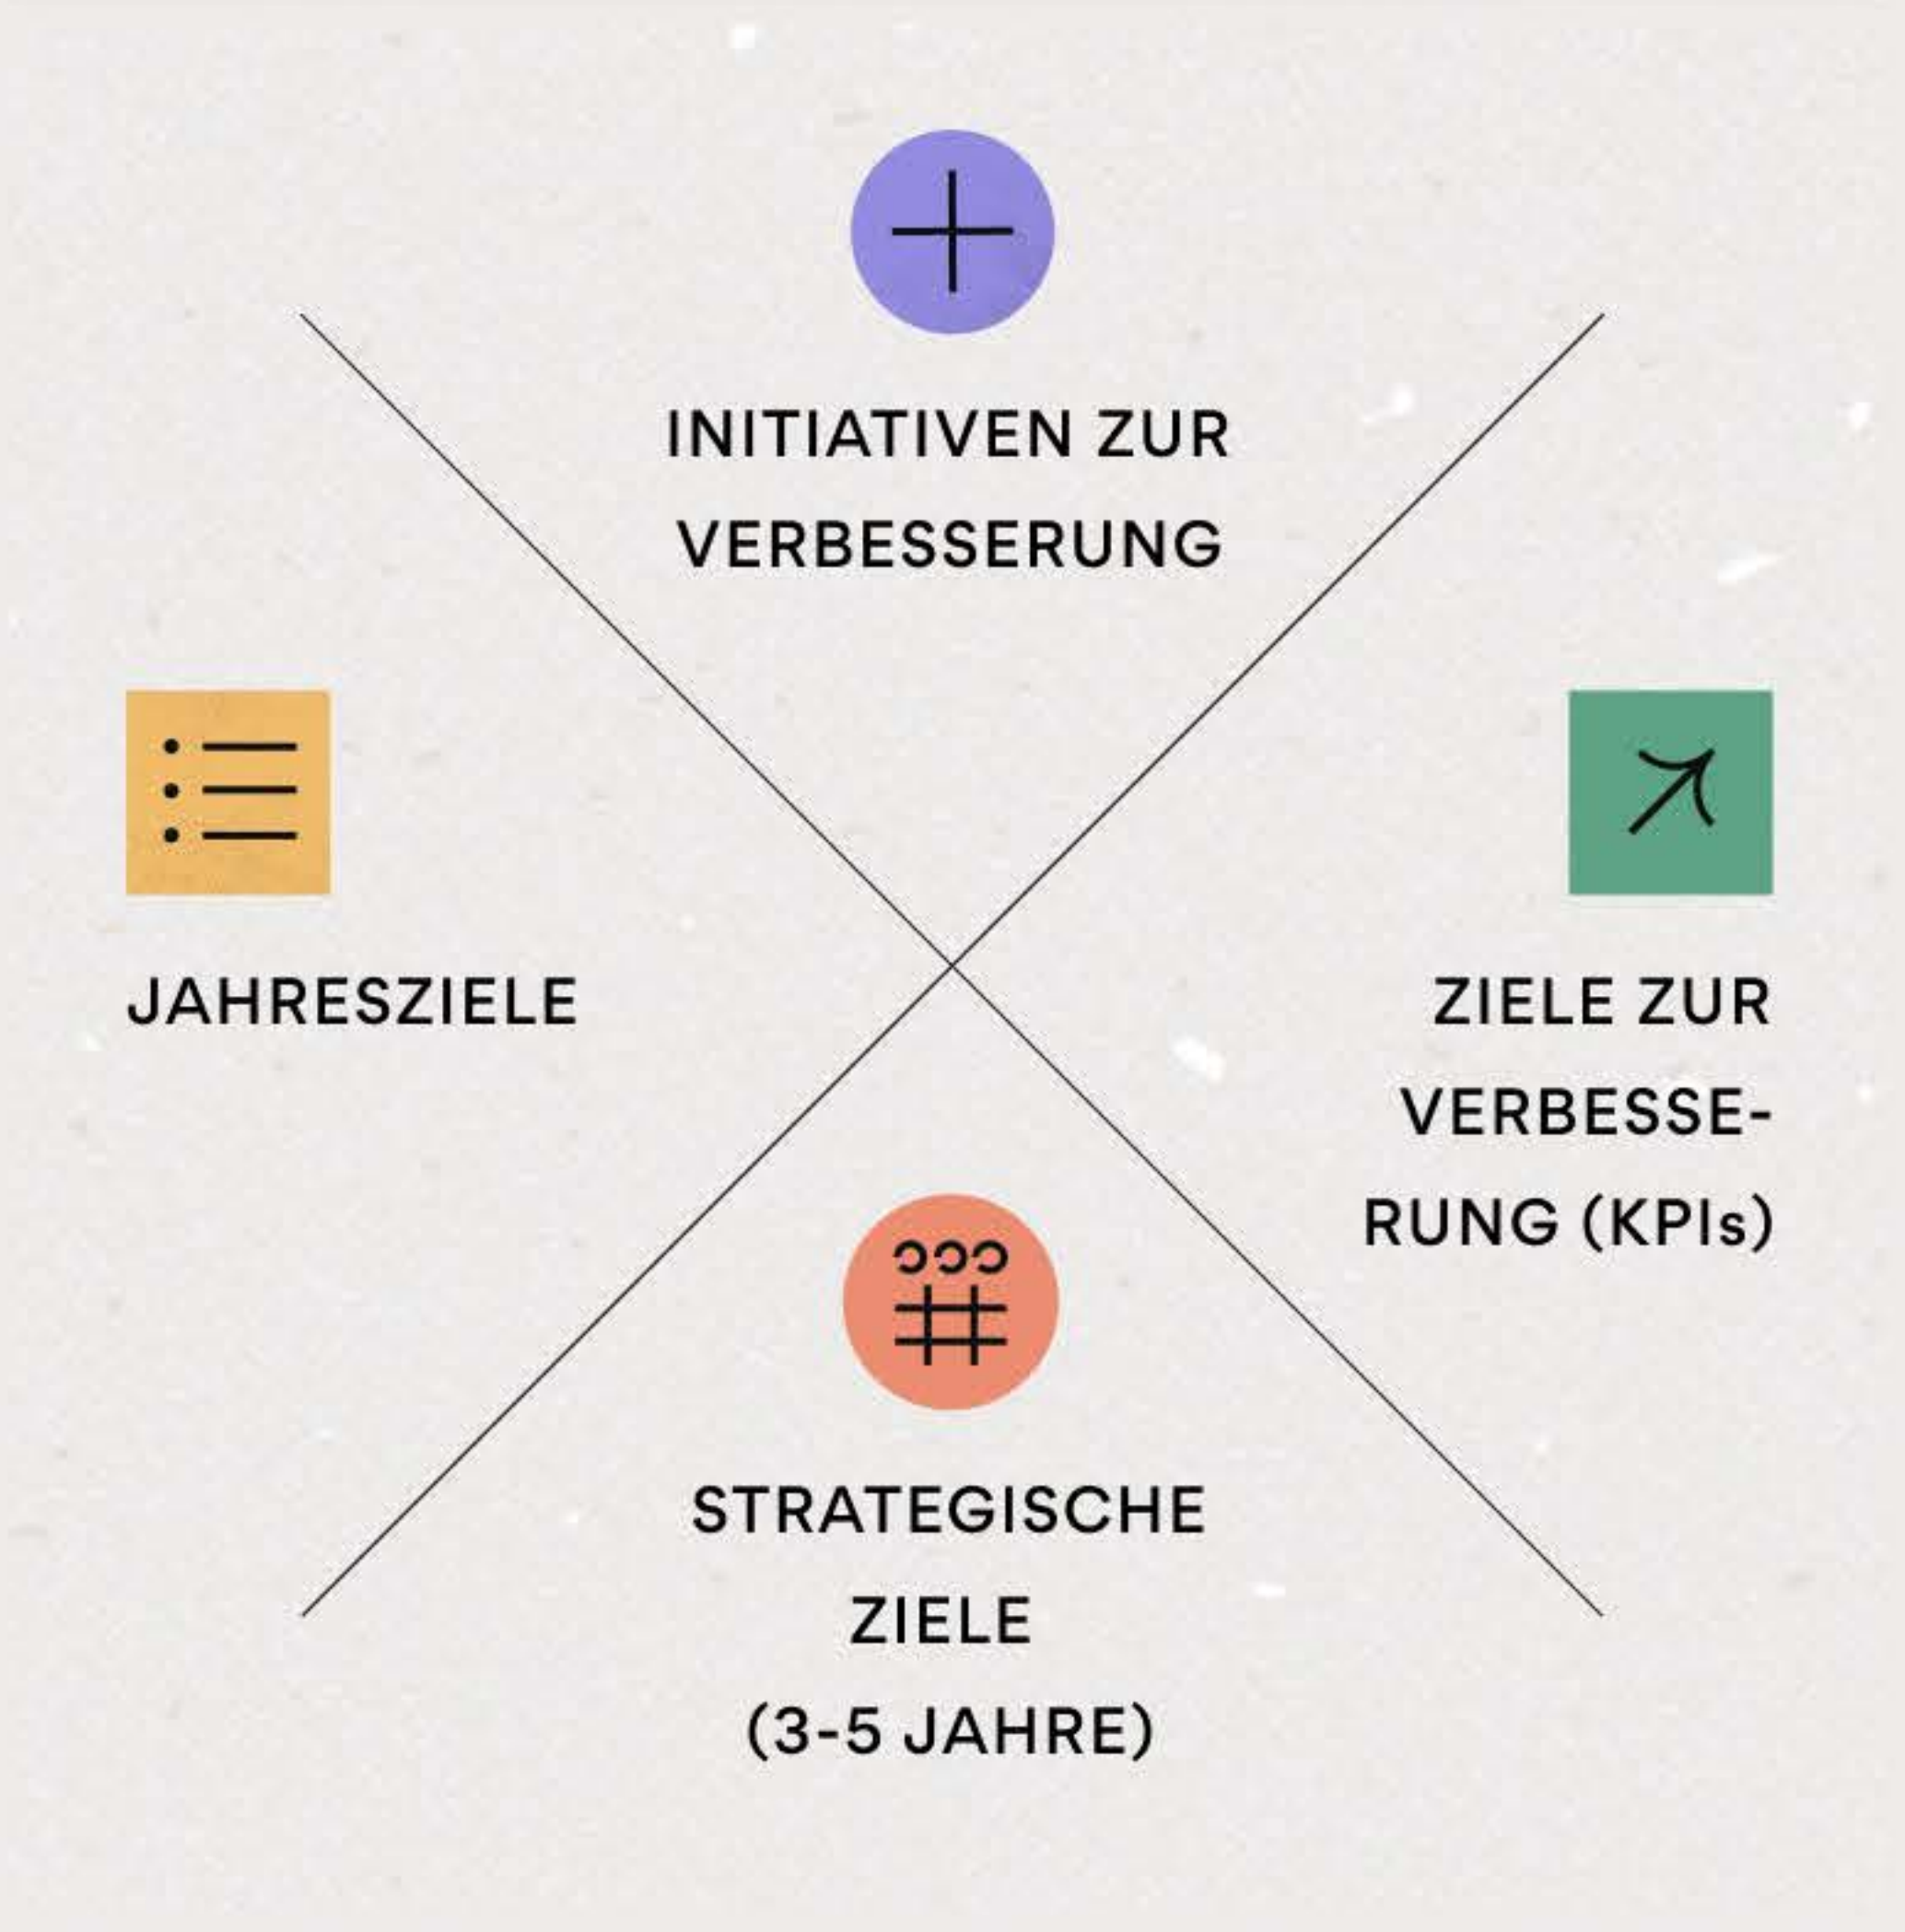 INITIATIVEN ZUR
VERBESSERUNG
JAHRESZIELE
ZIELE ZUR
VERBESSE-
RUNG (KPIs)
STRATEGISCHE
ZIELE
(3-5 JAHRE)